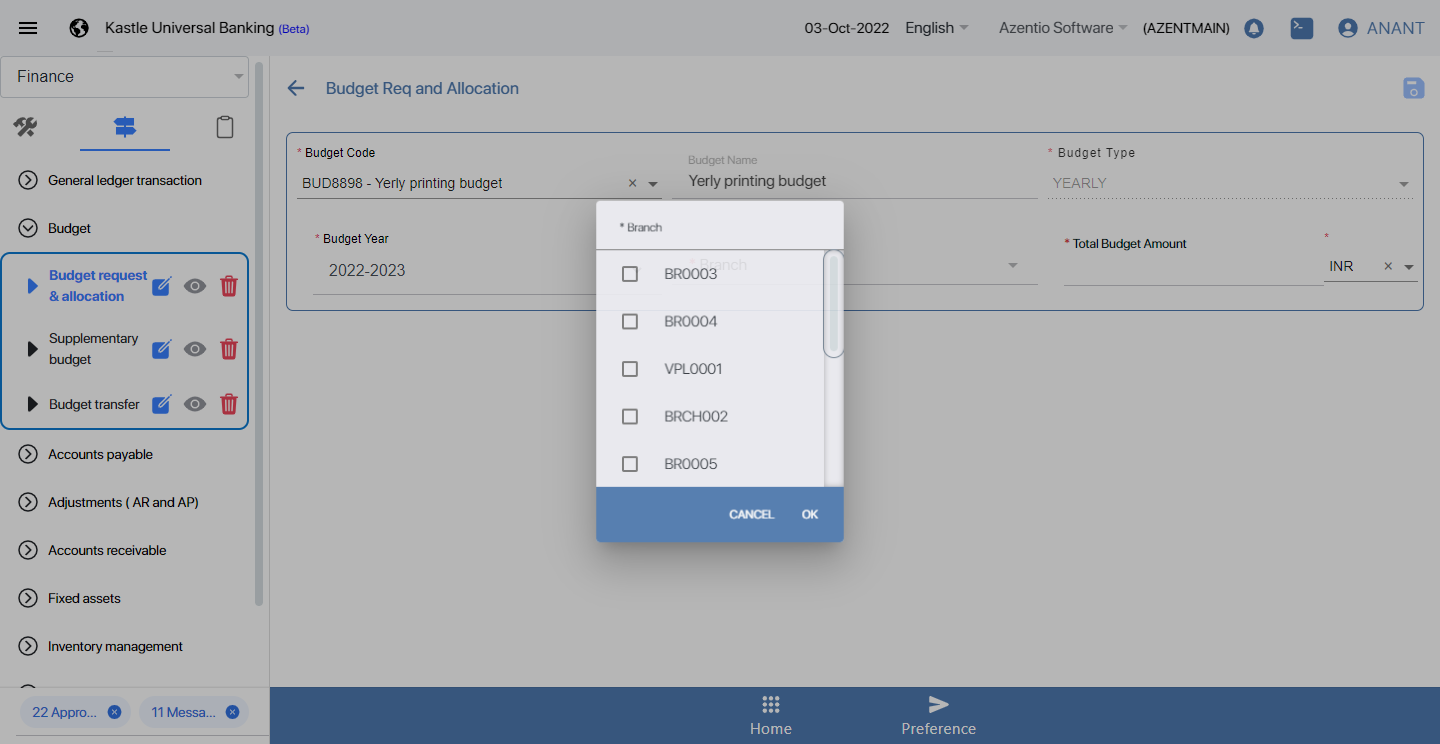 Kastle Universal Banking (Beta)
03-Oct-2022
English
Azentio Software
(AZENTMAIN)
ANANT
Finance
General ledger transaction
Budget
Budget request
& allocation
Supplementary
budget
Budget transfer
Accounts payable
Adjustments ( AR and AP)
Accounts receivable
Fixed assets
Inventory management
22 Appro...
11 Messa...
Budget Req and Allocation
* Budget Code
BUD8898 - Yerly printing budget
Budget Name
Yerly printing budget
* Budget Type
YEARLY
* Budget Year
2022-2023
* Branch
* Total Budget Amount
*
INR
* Branch
BR0003
BR0004
VPL0001
BRCH002
BR0005
CANCEL
OK
Home
Preference